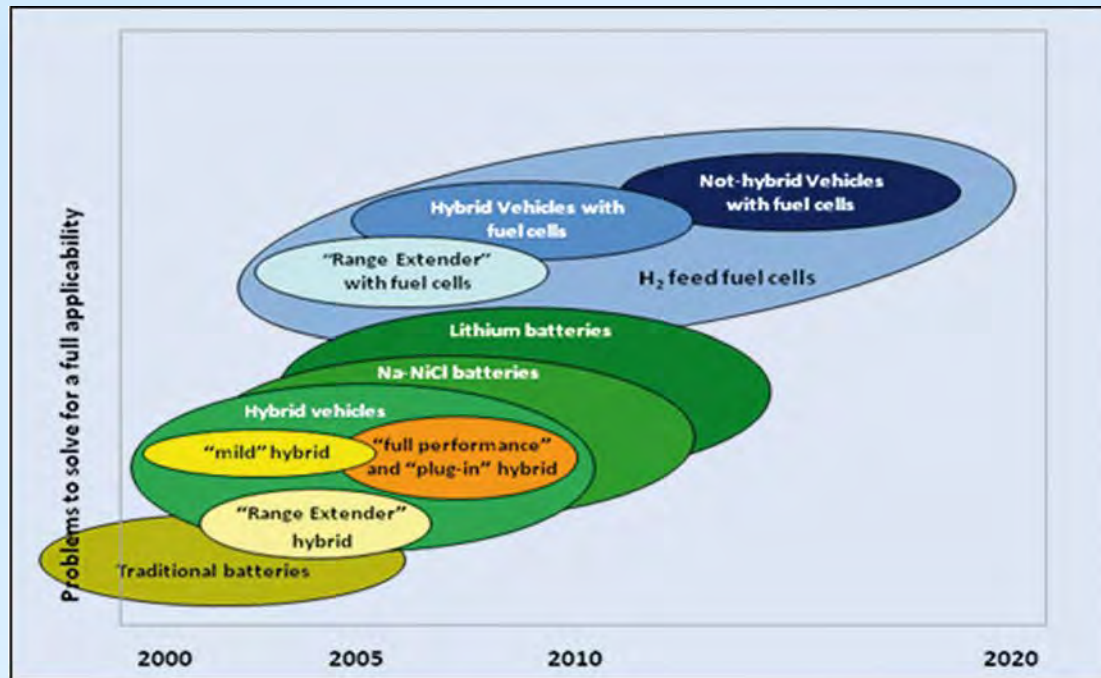 Problems to solve for a full applicability
Not-hybrid Vehicles
with fuel cells
Hybrid Vehicles with
fuel cells
"Range Extender"
with fuel cells
H₂ feed fuel cells
Lithium batteries
Na-NiCl batteries
Hybrid vehicles
"mild" hybrid
"full performance"
and "plug-in" hybrid
"Range Extender"
hybrid
Traditional batteries
2000 2005 2010 2020